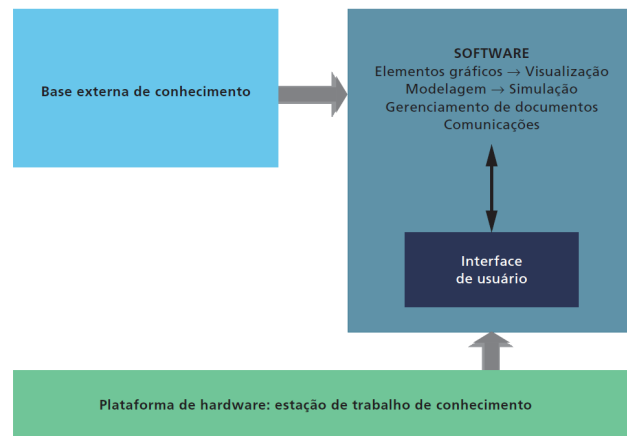 Base externa de conhecimento
SOFTWARE
Elementos gráficos → Visualização
Modelagem → Simulação
Gerenciamento de documentos
Comunicações
Interface
de usuário
Plataforma de hardware: estação de trabalho de conhecimento